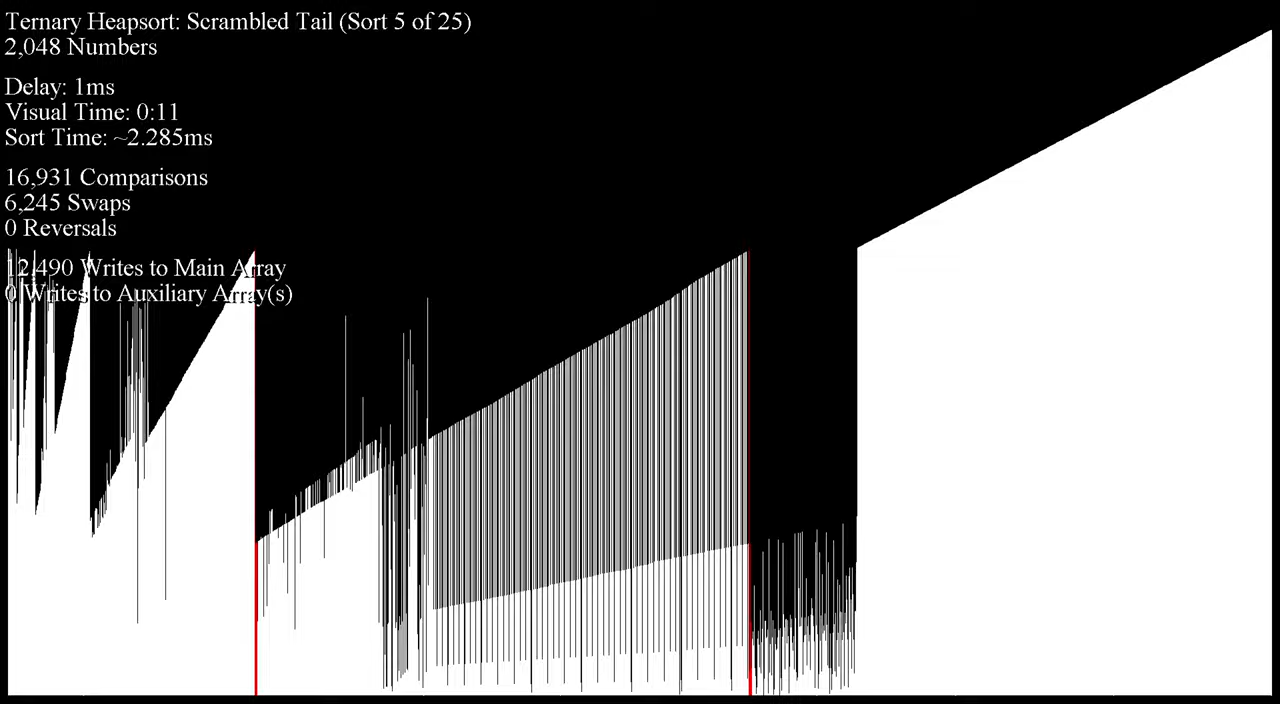 Ternary Heapsort: Scrambled Tail (Sort 5 of 25)
2,048 Numbers
Delay: 1ms
Visual Time: 0:11
Sort Time: ~2.285ms
16,931 Comparisons
6,245 Swaps
0 Reversals
12,490 Writes to Main Array
0 Writes to Auxiliary Array(s)